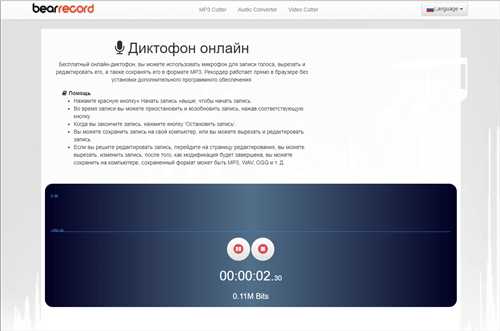 bearrecord
MP3 Cutter
Audio Converter
Video Cutter
Language
Диктофон онлайн
Бесплатный онлайн-диктофон, вы можете использовать микрофон для записи голоса, вырезать и
редактировать его, а также сохранять его в формате MP3. Рекордер работает прямо в браузере без
установки дополнительного программного обеспечения.
Помощь
Нажмите красную кнопку« Начать запись »выше, чтобы начать запись.
Во время записи вы можете приостановить и возобновить запись, нажав соответствующую
кнопку.
Когда вы закончите запись, нажмите кнопку 'Остановить запись'.
Вы можете сохранить запись на свой компьютер, или вы можете вырезать и редактировать
запись.
Если вы решите редактировать запись, перейдите на страницу редактирования, вы можете
вырезать, изменить запись, после того, как модификация будет завершена, вы можете
сохранить на компьютере, сохраненный формат может быть MP3, WAV, OGG и т. Д.
00:00:02.30
0.11M Bits